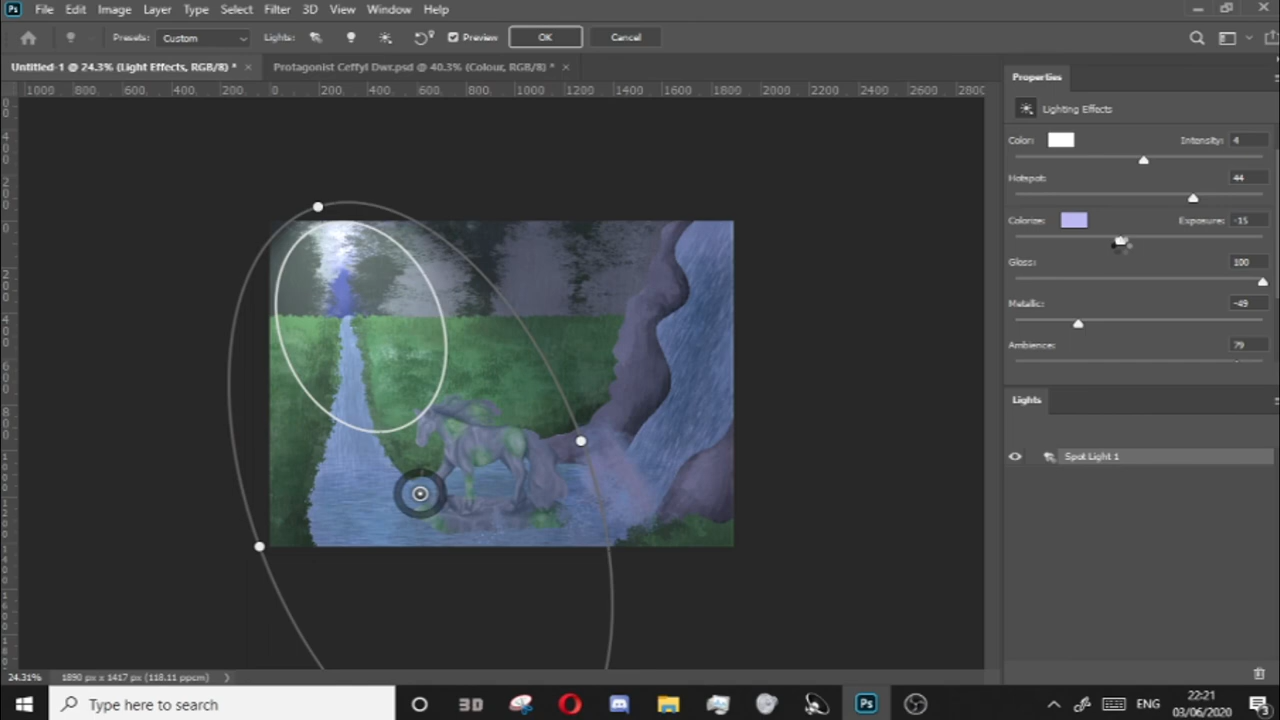 Ps File Edit Image Layer Type Select Filter 3D View Window Help
Presets: Custom Lights: Preview OK Cancel
Untitled-1 @ 24.3% (Light Effects, RGB/8) * × Protagonist Ceffyl Dwr.psd @ 40.3% (Colour, RGB/8) * ×
1000 800 600 400 200 0 200 400 600 800 1000 1200 1400 1600 1800 2000 2200 2400 2600 2800
Properties
Lighting Effects
Color: Intensity: 4
Hotspot: 44
Colorize: Exposure: -15
Gloss: 100
Metallic: -49
Ambience: 79
Lights
Spot Light 1
24.31% 1890 px x 1417 px (118.11 ppcm) >
Type here to search
3D
Ps
ENG
22:21
03/06/2020
3